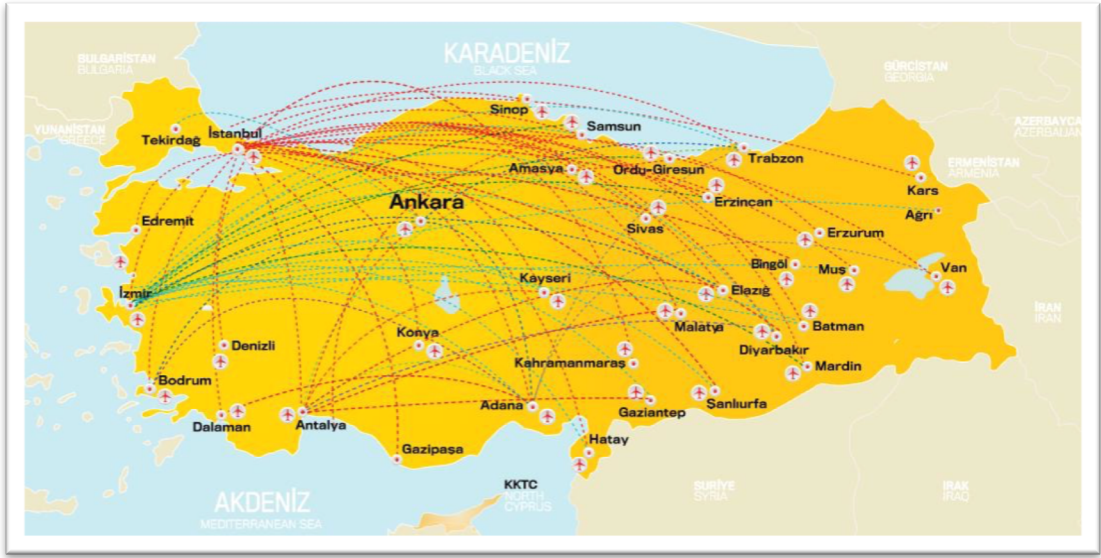 KARADENİZ
BLACK SEA
BULGARİSTAN
BULGARIA
GÜRCİSTAN
GEORGIA
YUNANİSTAN
GREECE
AZERBAYCA
AZERBAIJAN
ERMENİSTAN
ARMENIA
Tekirdağ
İstanbul
Sinop
Samsun
Amasya
Ordu-Giresun
Trabzon
Kars
Ağrı
Erzincan
Sivas
Erzurum
Ankara
Edremit
İzmir
Kayseri
Elazığ
Bingöl
Muş
Van
Malatya
Batman
Diyarbakır
Mardin
Konya
Denizli
Bodrum
Dalaman
Antalya
Gazipaşa
Adana
Kahramanmaraş
Gaziantep
Şanlıurfa
Hatay
İRAN
IRAN
AKDENİZ
MEDITERRANEAN SEA
KKTC
NORTH
CYPRUS
SURİYE
SYRIA
IRAK
IRAQ